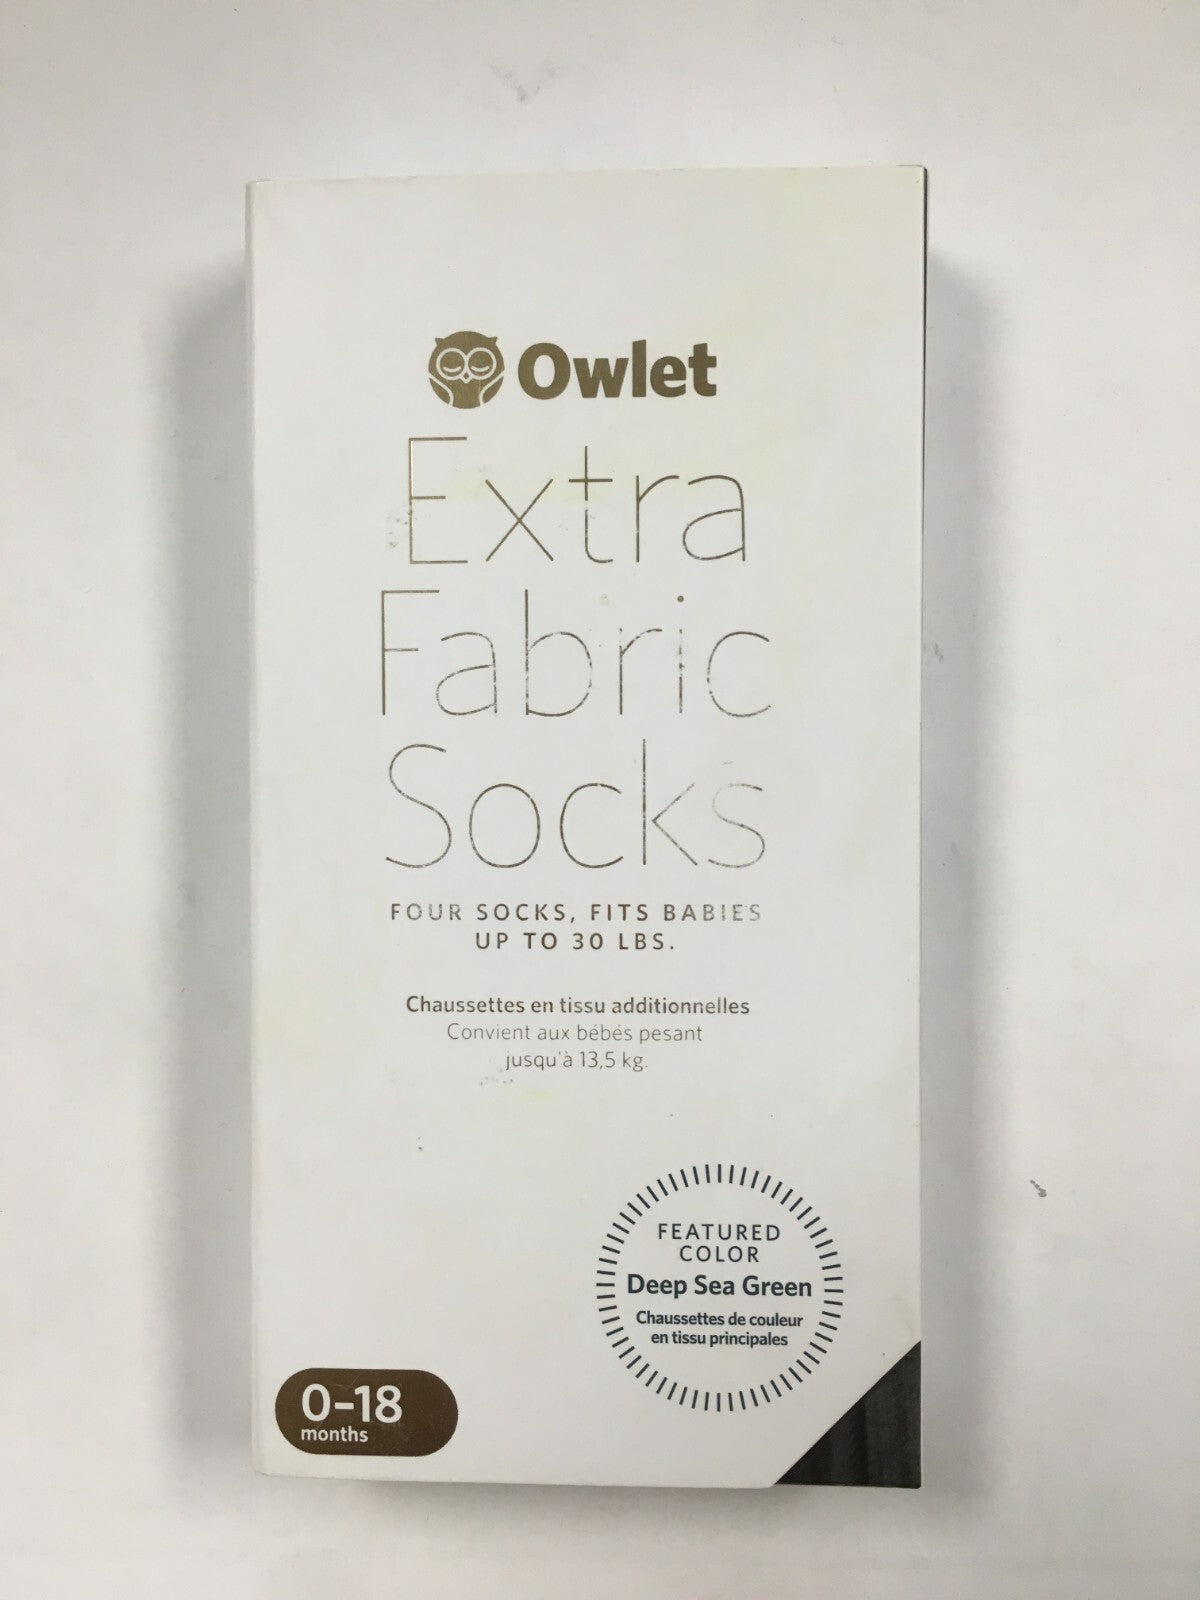 Owlet
Extra
Fabric
Socks
FOUR SOCKS, FITS BABIES
UP TO 30 LBS.
Chaussettes en tissu additionnelles
Convient aux bébés pesant
jusqu'à 13,5 kg.
FEATURED
COLOR
Deep Sea Green
Chaussettes de couleur
en tissu principales
0-18
months